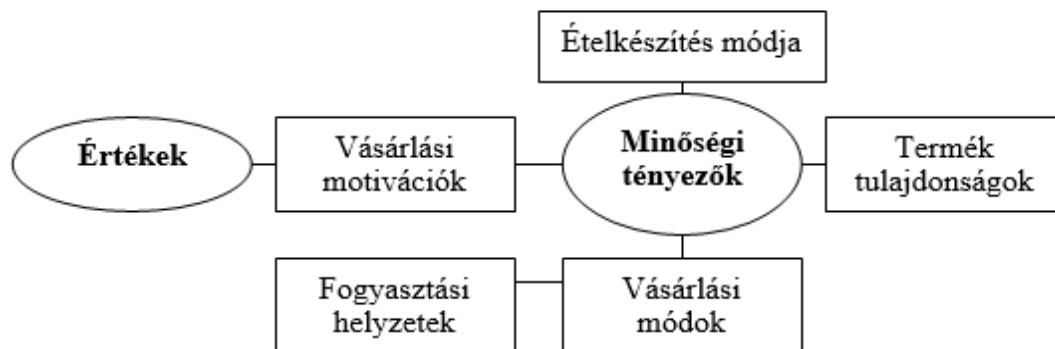 Ételkészítés módja
Értékek
Vásárlási
motivációk
Minőségi
tényezők
Termék
tulajdonságok
Fogyasztási
helyzetek
Vásárlási
módok